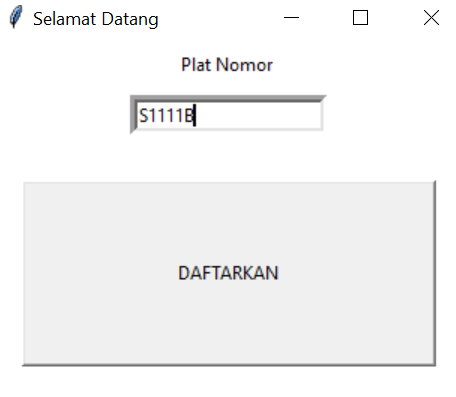 Selamat Datang
Plat Nomor
S1111B
DAFTARKAN